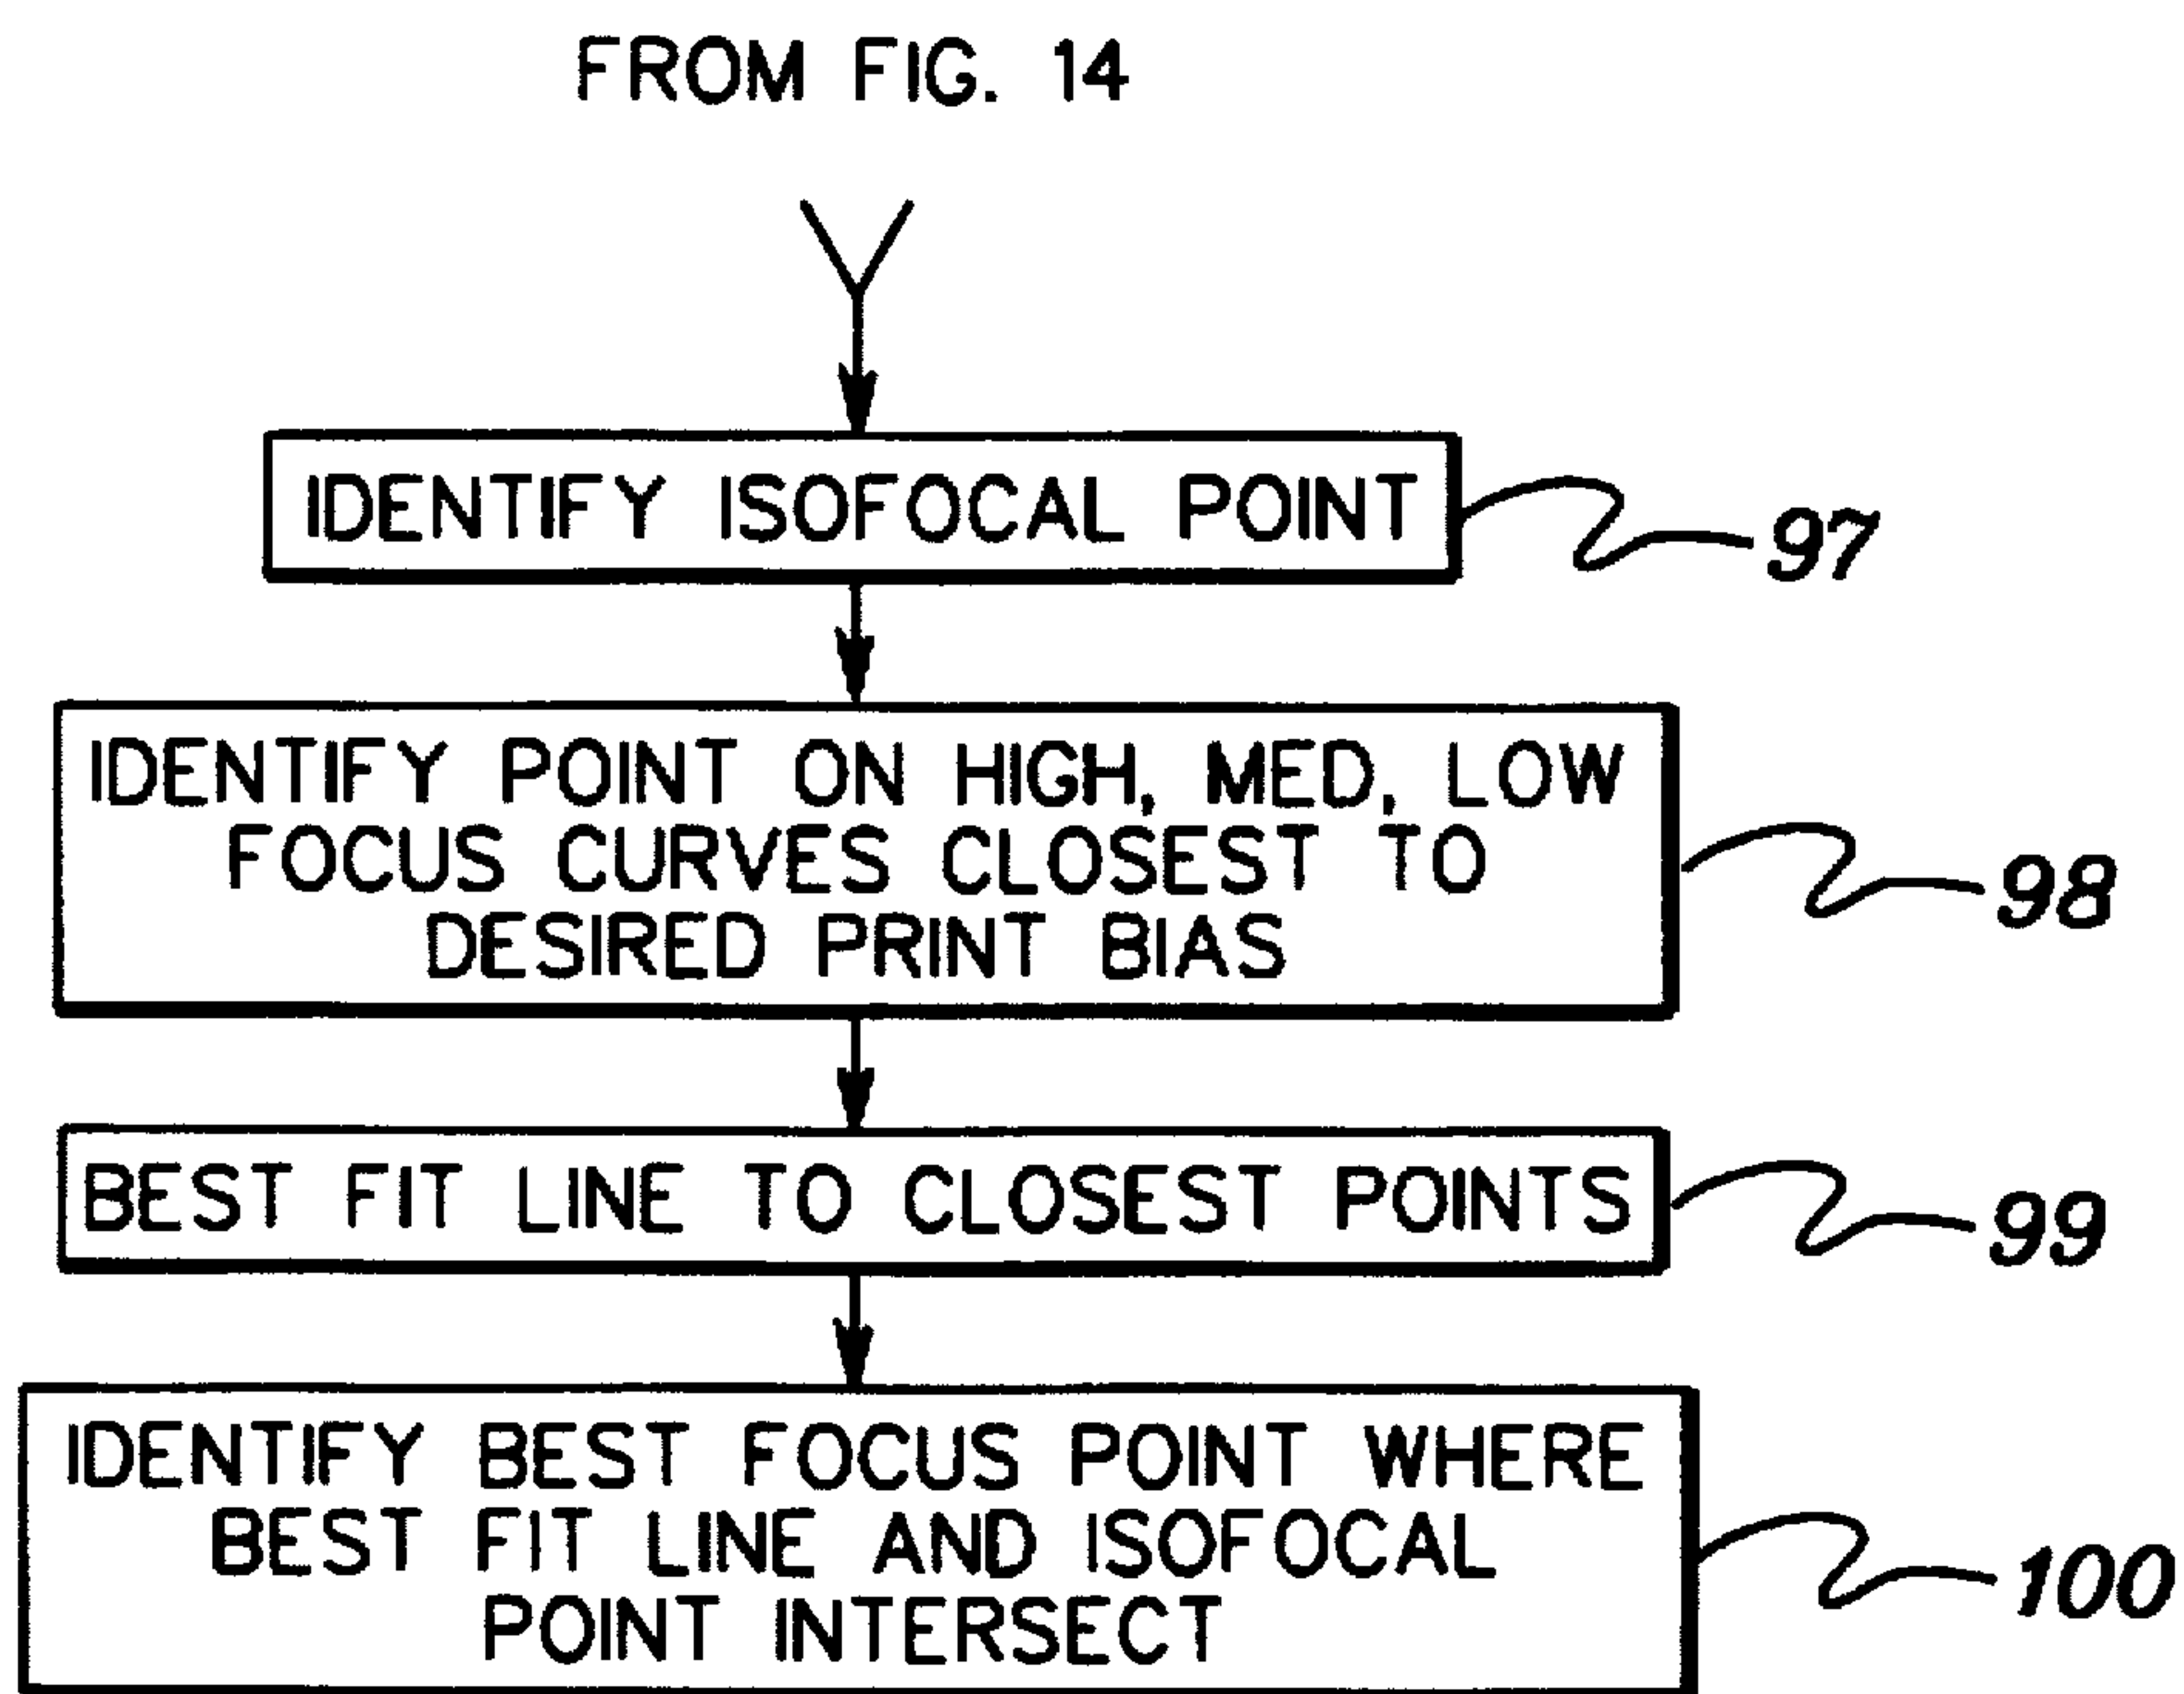 FROM FIG. 14
IDENTIFY ISOFOCAL POINT
97
IDENTIFY POINT ON HIGH, MED, LOW
FOCUS CURVES CLOSEST TO
DESIRED PRINT BIAS
98
BEST FIT LINE TO CLOSEST POINTS
99
IDENTIFY BEST FOCUS POINT WHERE
BEST FIT LINE AND ISOFOCAL
POINT INTERSECT
100